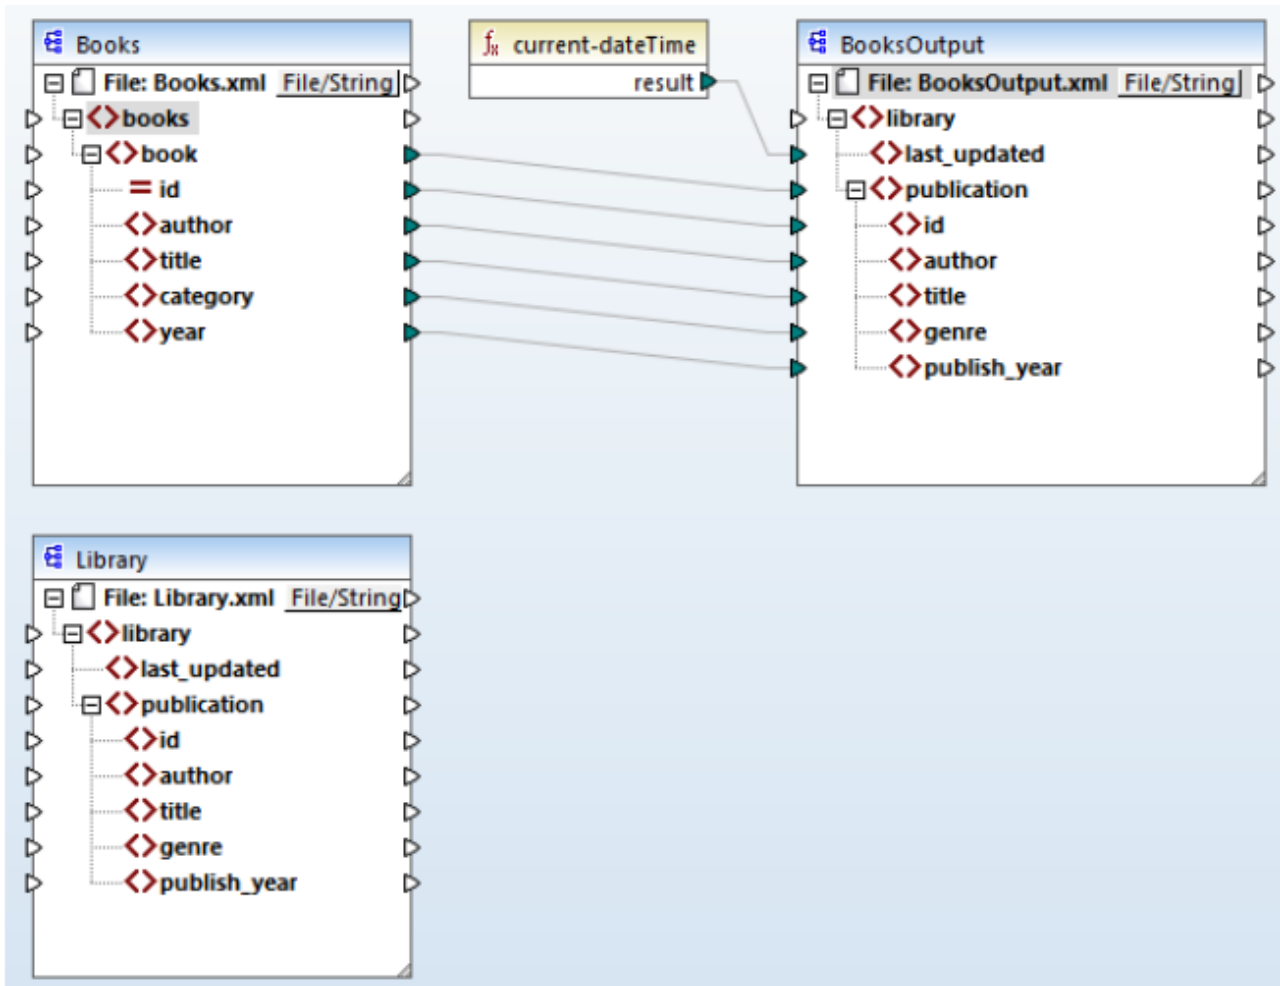 Books
File: Books.xml File/String
books
book
= id
author
title
category
year
fx current-dateTime
result
BooksOutput
File: BooksOutput.xml File/String
library
last_updated
publication
id
author
title
genre
publish_year
Library
File: Library.xml File/String
library
last_updated
publication
id
author
title
genre
publish_year